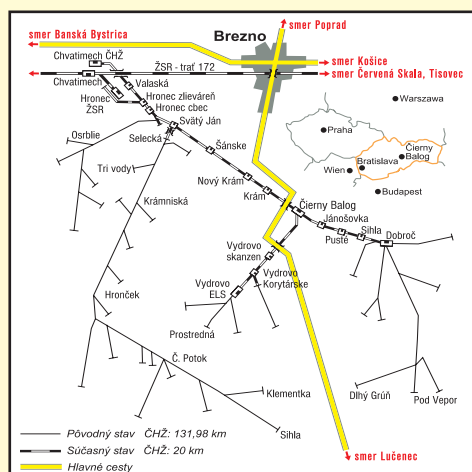 smer Poprad
smer Banská Bystrica
Brezno
Chvatimech ČHŽ
smer Košice
ŽSR - trať 172
smer Červená Skala, Tisovec
Chvatimech
Valaská
Hronec
ŽSR
Hronec zlieváreň
Hronec cbec
Svätý Ján
Osrblie
Selecká
Šánske
Tri vody
Nový Krám
Krámniská
Krám
Čierny Balog
Jánošovka
Pusté
Sihla
Dobroč
Vydrovo
skanzen
Vydrovo
Korytárske
Vydrovo
ELS
Hronček
Prostredná
Č. Potok
Klementka
Sihla
Dlhý Grúň
Pod Vepor
smer Lučenec
Warszawa
Praha
Čierny
Balog
Bratislava
Wien
Budapest
Pôvodný stav ČHŽ: 131,98 km
Súčasný stav ČHŽ: 20 km
Hlavné cesty